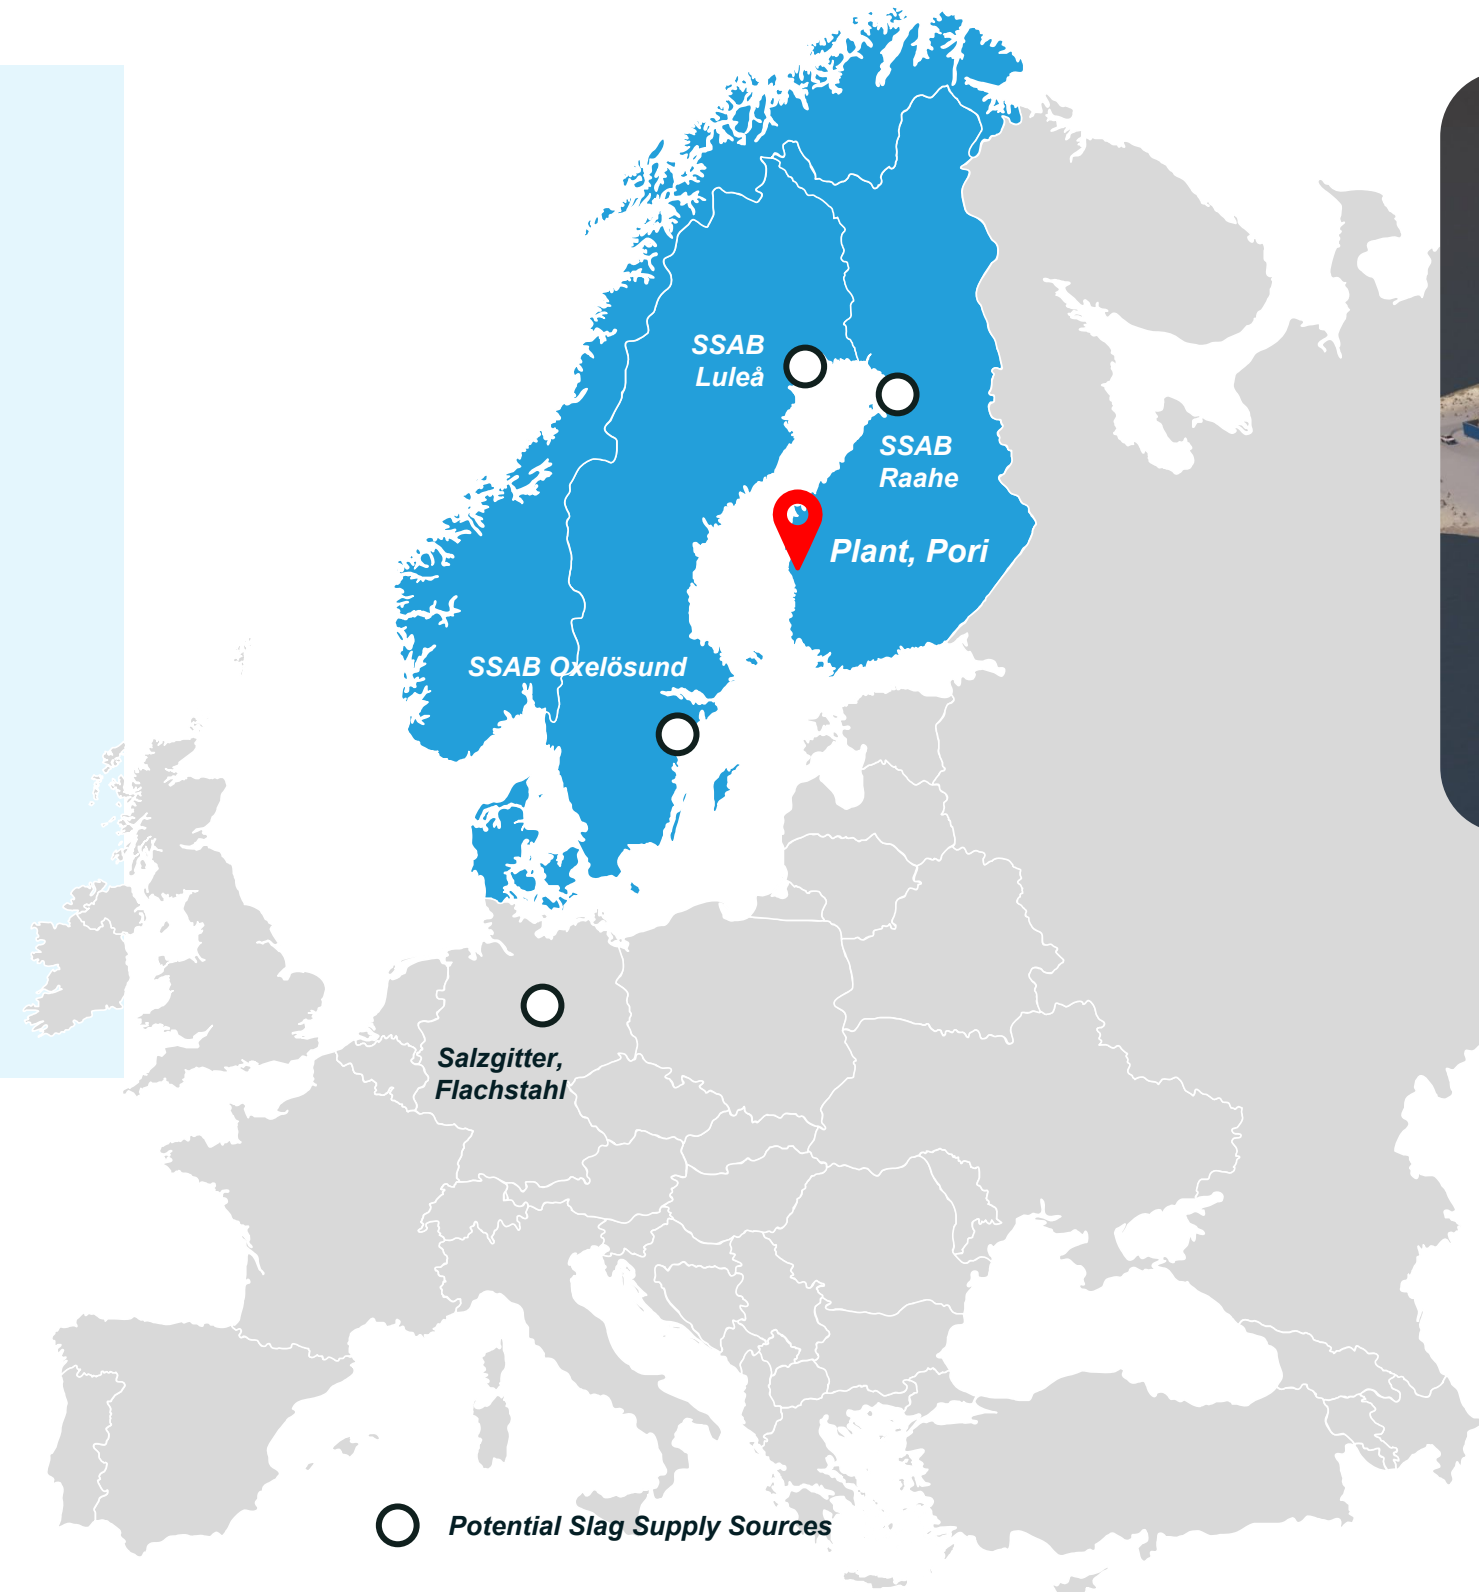 SSAB
Luleå
SSAB
Raahe
Plant, Pori
SSAB Oxelösund
Salzgitter,
Flachstahl
Potential Slag Supply Sources